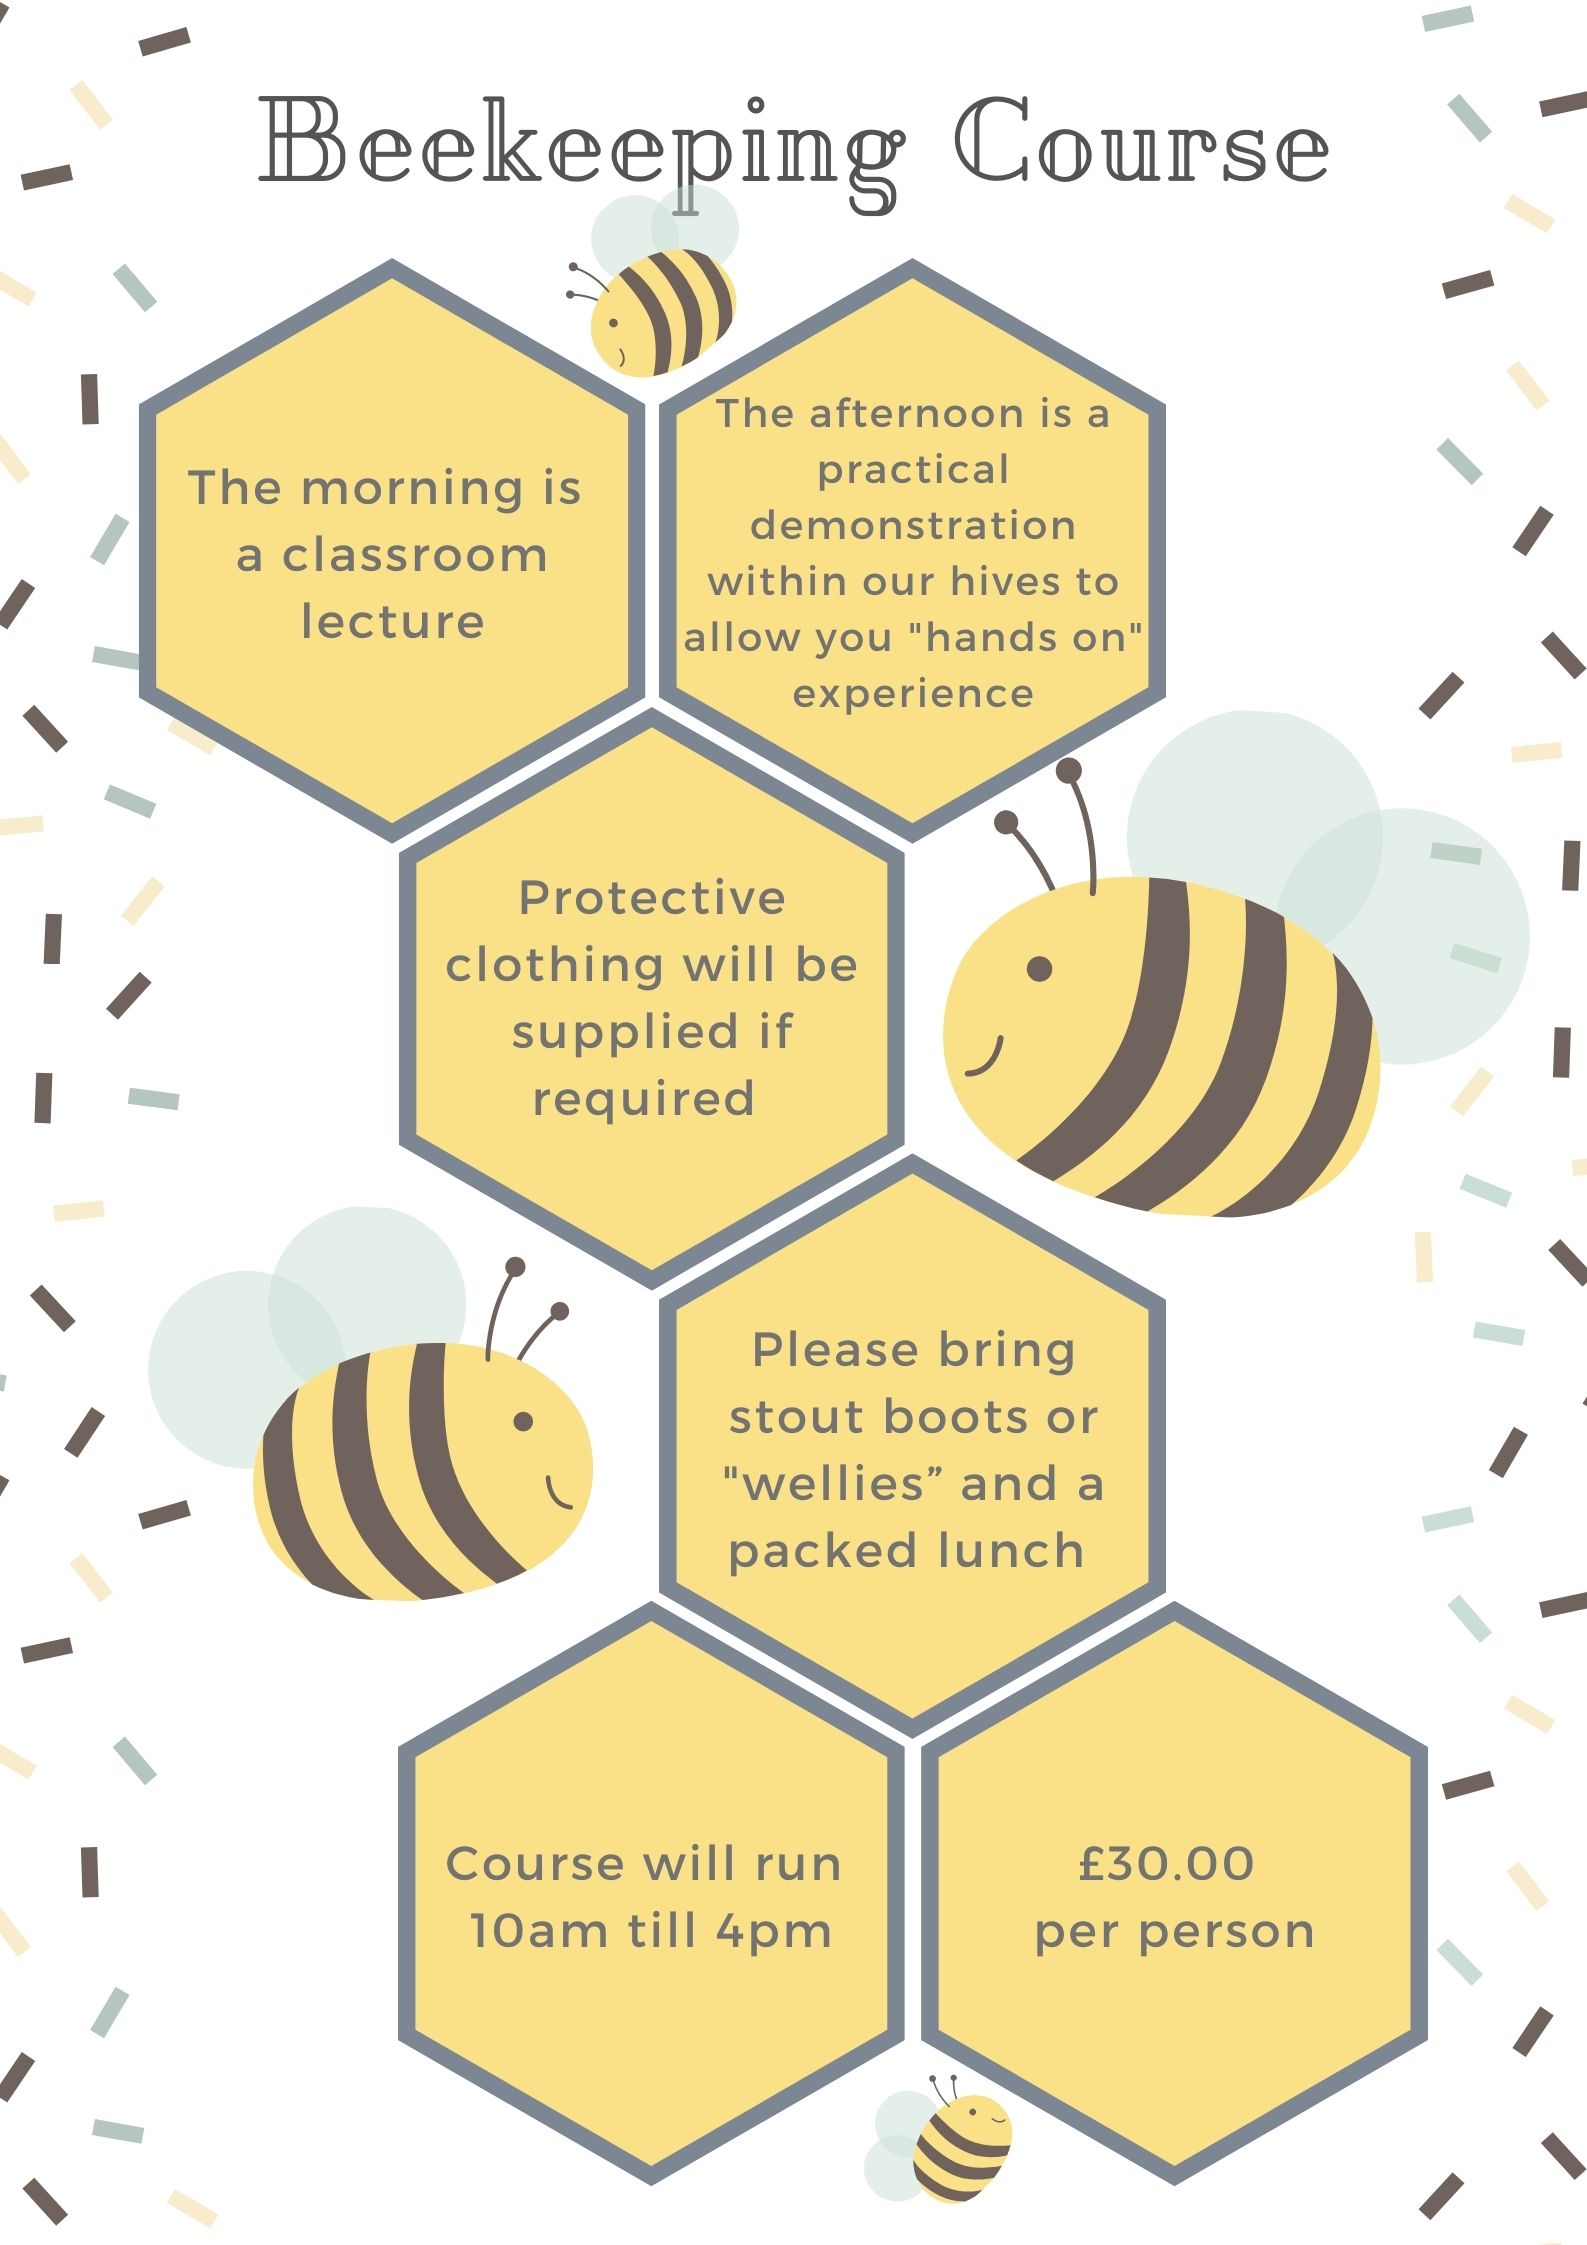 Beekeeping Course
The morning is
a classroom
lecture
The afternoon is a
practical
demonstration
within our hives to
allow you "hands on"
experience
Protective
clothing will be
supplied if
required
Please bring
stout boots or
"wellies” and a
packed lunch
Course will run
10am till 4pm
£30.00
per person